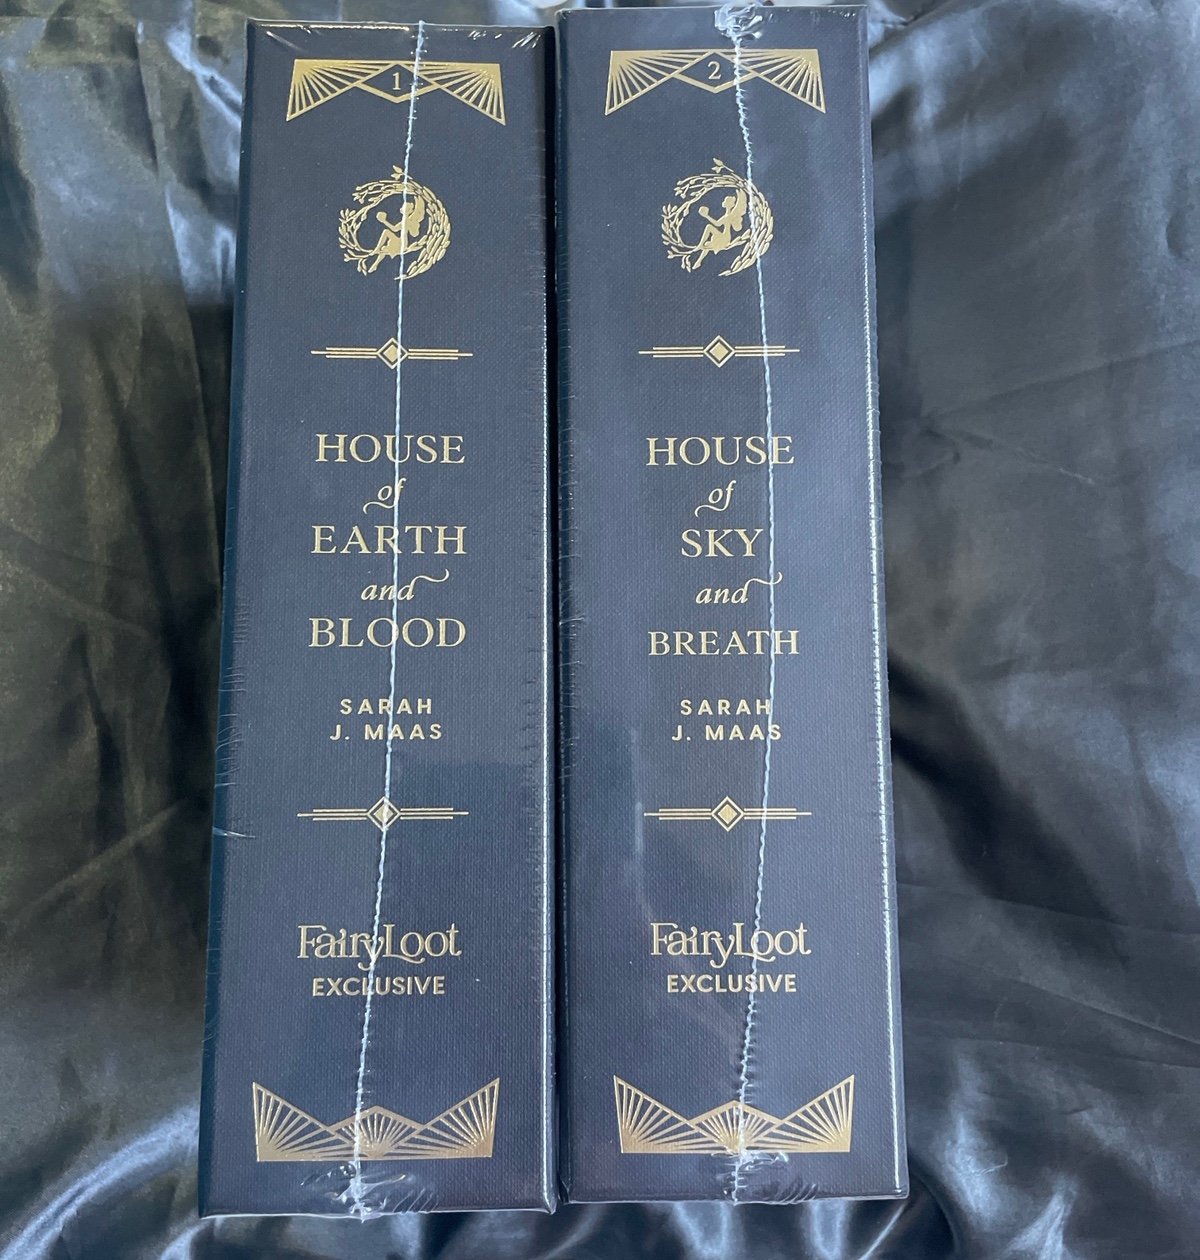 1
HOUSE
of
EARTH
and
BLOOD
SARAH
J. MAAS
FairyLoot
EXCLUSIVE
2
HOUSE
of
SKY
and
BREATH
SARAH
J. MAAS
FairyLoot
EXCLUSIVE